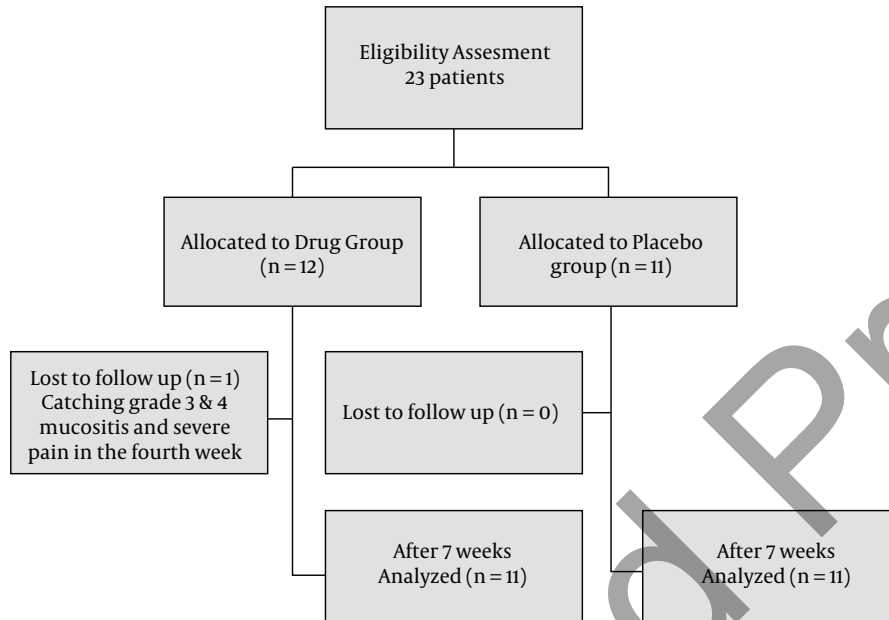 Eligibility Assesment
23 patients
Allocated to Drug Group
(n = 12)
Allocated to Placebo
group (n = 11)
Lost to follow up (n = 1)
Catching grade 3 & 4
mucositis and severe
pain in the fourth week
Lost to follow up (n = 0)
After 7 weeks
Analyzed (n = 11)
After 7 weeks
Analyzed (n = 11)
d Pr